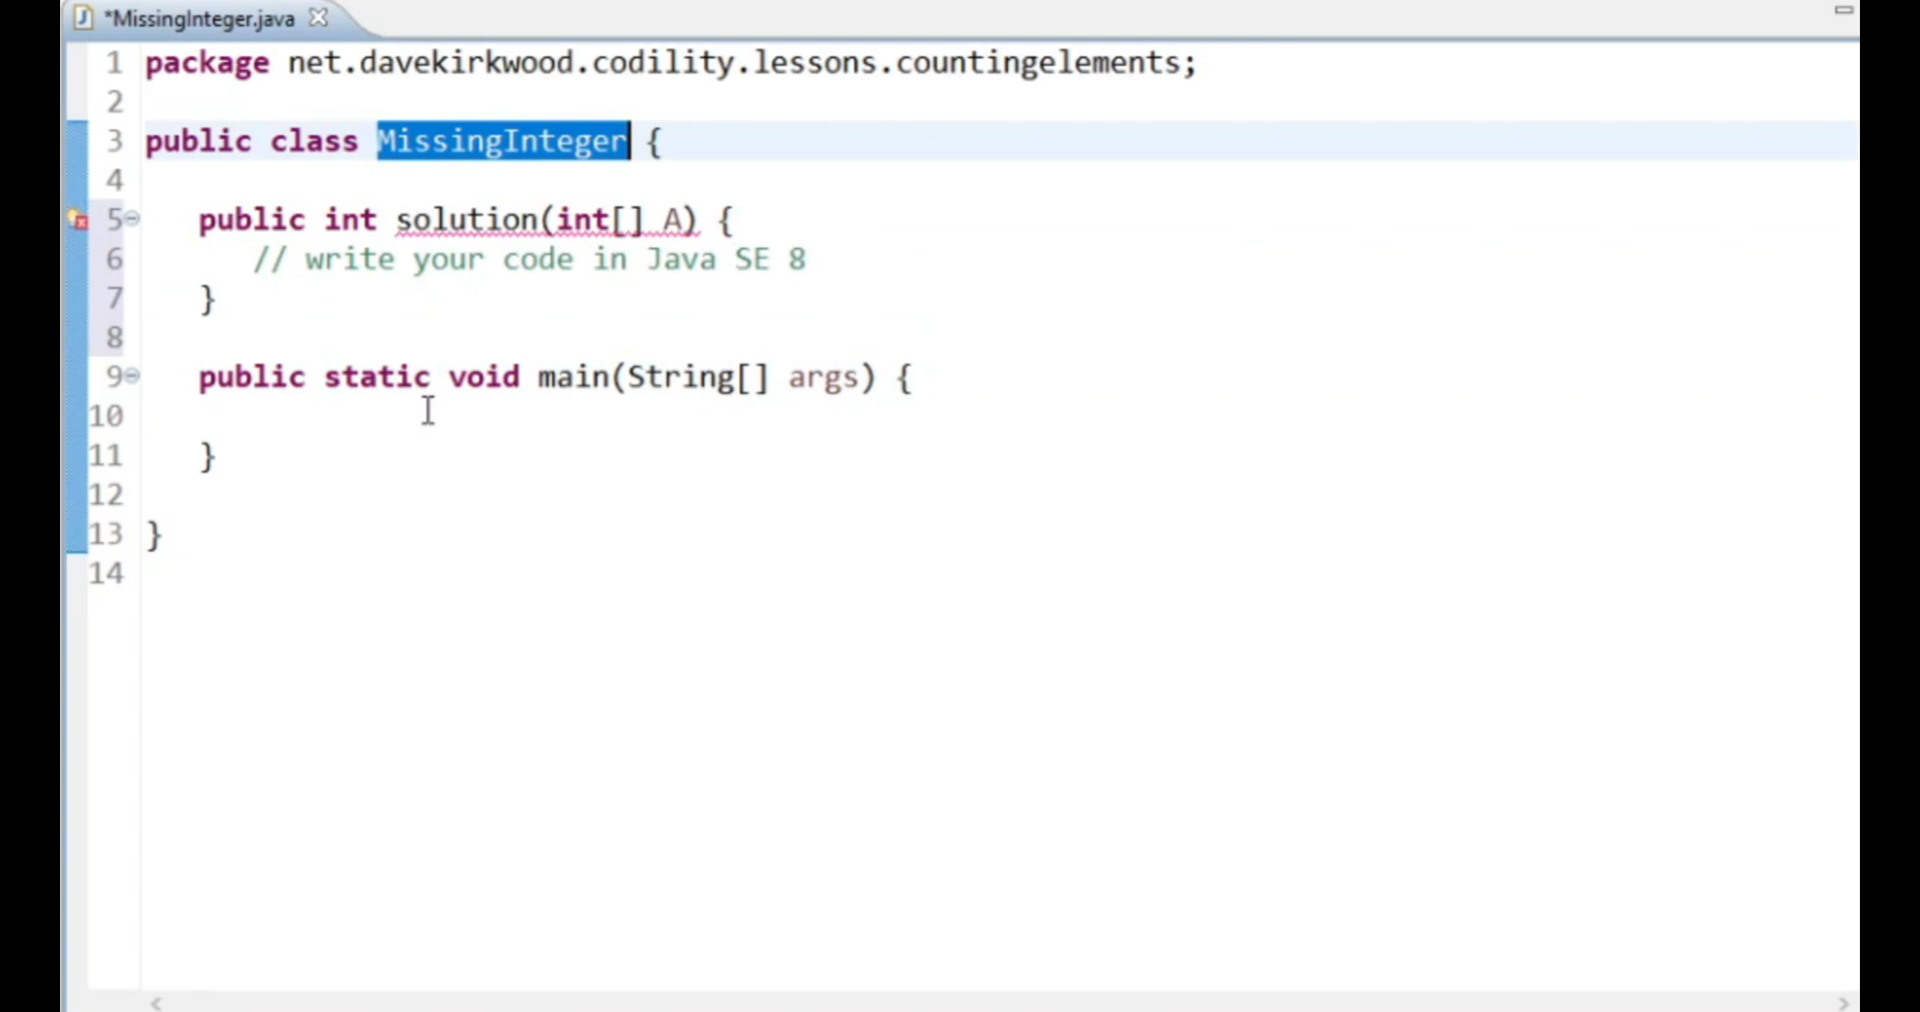 *MissingInteger.java
1 package net.davekirkwood.codility.lessons.countingelements;
2
3 public class MissingInteger {
4
5 public int solution(int[] A) {
6 // write your code in Java SE 8
7 }
8
9 public static void main(String[] args) {
10
11 }
12
13 }
14